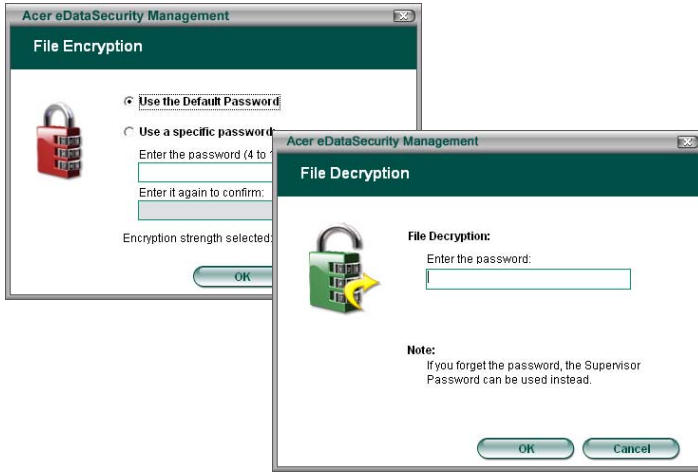 Acer eDataSecurity Management
File Encryption
Use the Default Password
Use a specific password:
Enter the password (4 to
Enter it again to confirm:
Encryption strength selected:
OK
Acer eDataSecurity Management
File Decryption
File Decryption:
Enter the password:
Note:
If you forget the password, the Supervisor
Password can be used instead.
OK
Cancel